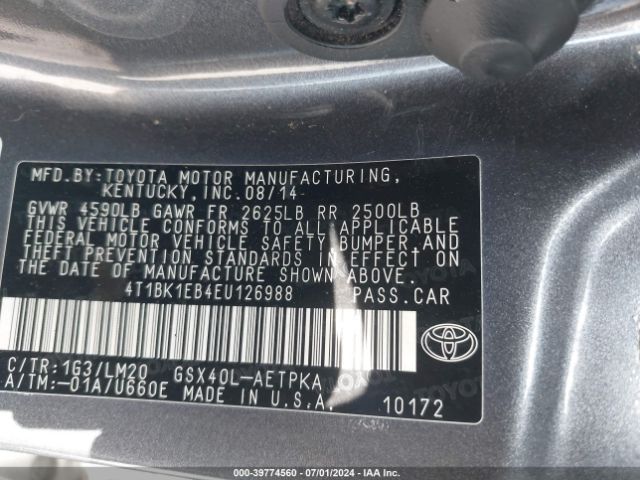 MFD.BY:TOYOTA MOTOR MANUFACTURING,
KENTUCKY, INC.08/14
GVWR 4590LB GAWR FR 2625LB RR 2500LB
THIS VEHICLE CONFORMS TO ALL APPLICABLE
FEDERAL MOTOR VEHICLE SAFETY, BUMPER,AND
THEFT PREVENTION STANDARDS IN EFFECT ON
THE DATE OF MANUFACTURE SHOWN ABOVE.
4T1BK1EB4EU126988 PASS.CAR
C/TR:1G3/LM20 GSX40L-AETPKA
A/TM:-01A/U660E MADE IN U.S.A.
10172
000-39774560 - 07/01/2024 - IAA Inc.